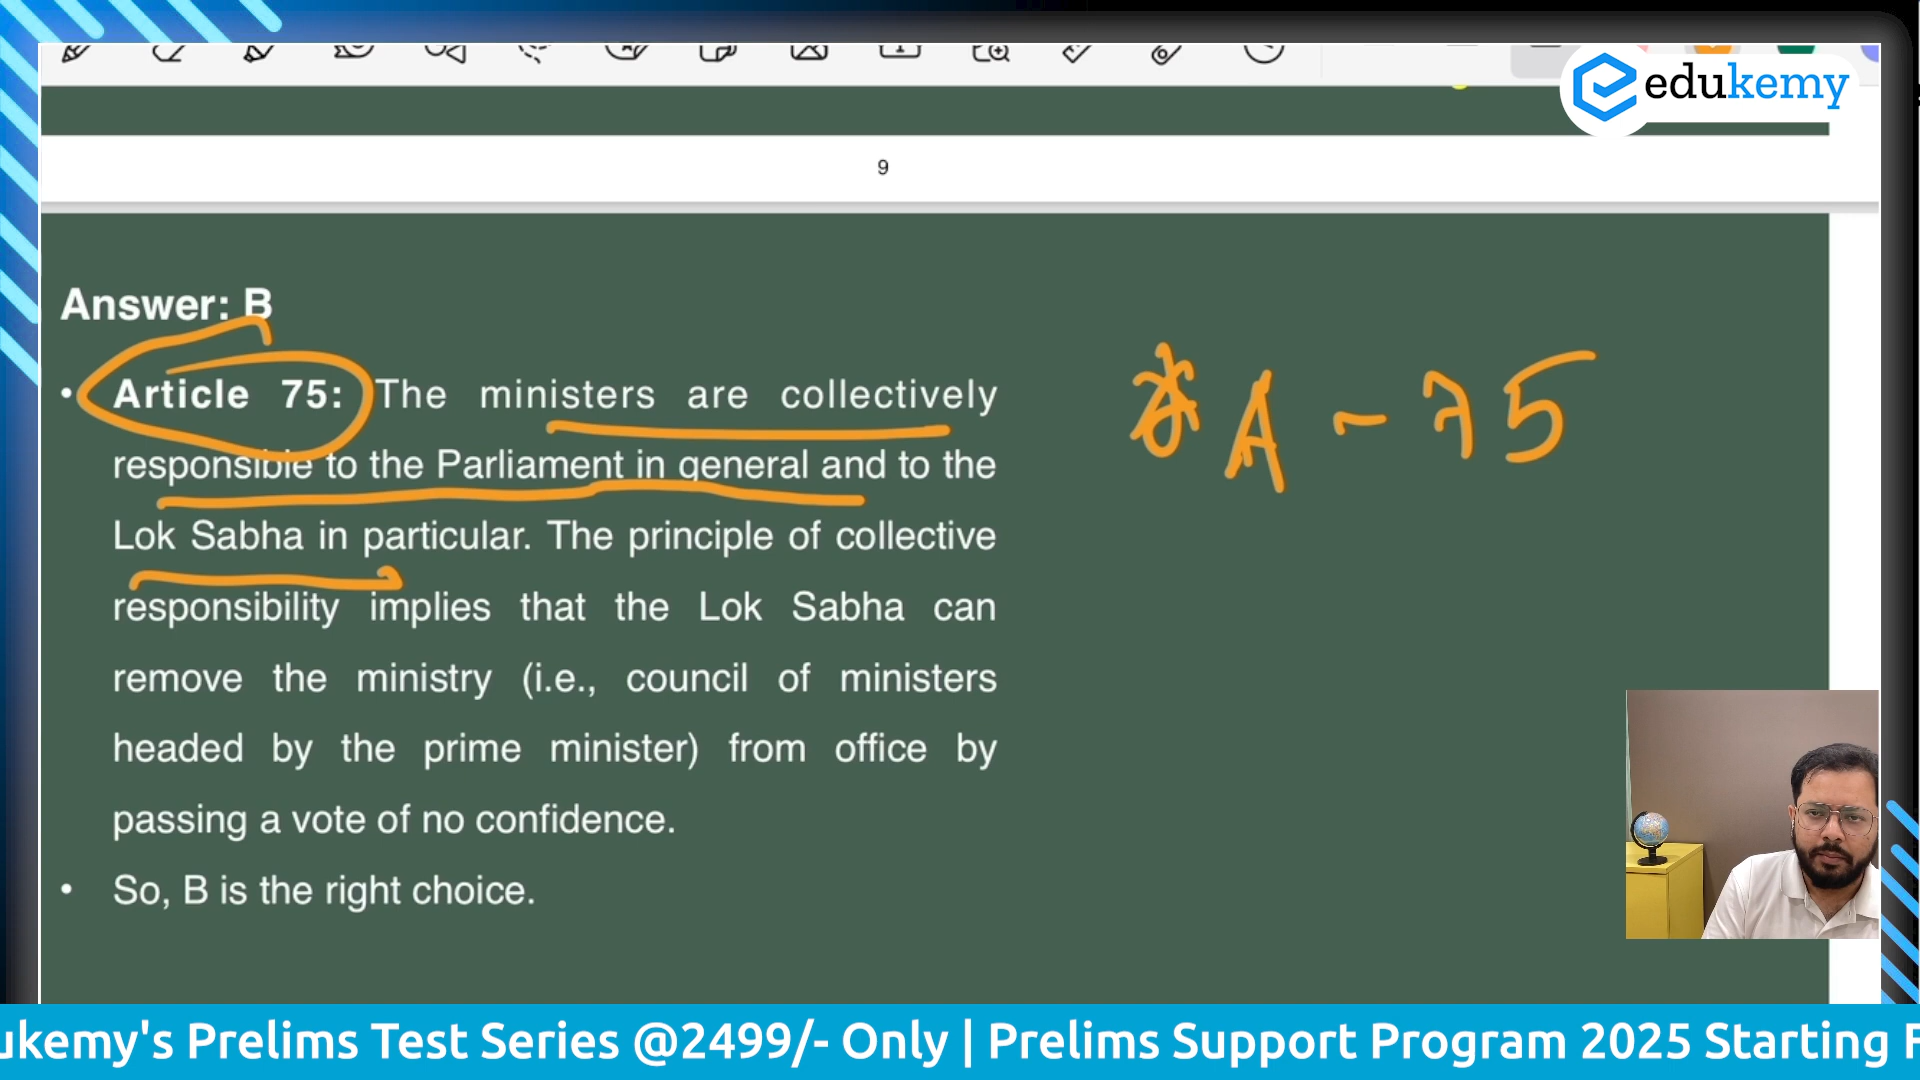 edukemy
9
Answer: B
• Article 75: The ministers are collectively
responsible to the Parliament in general and to the
Lok Sabha in particular. The principle of collective
responsibility implies that the Lok Sabha can
remove the ministry (i.e., council of ministers
headed by the prime minister) from office by
passing a vote of no confidence.
• So, B is the right choice.
* A - 75
ukemy's Prelims Test Series @2499/- Only | Prelims Support Program 2025 Starting F